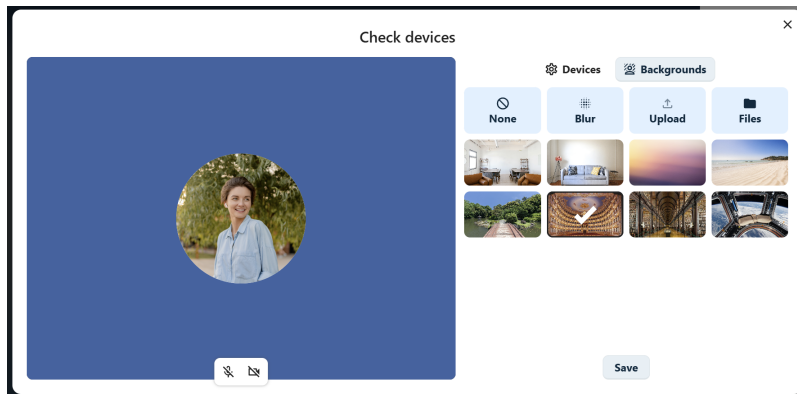 Check devices
Devices
Backgrounds
None
Blur
Upload
Files
Save